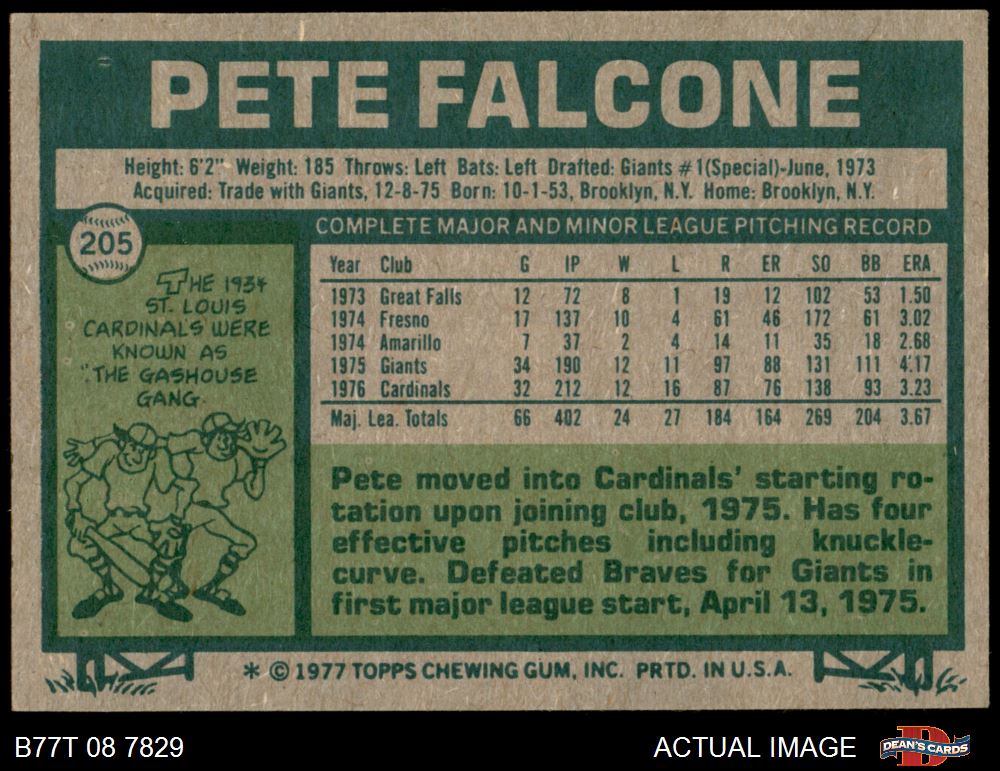 PETE FALCONE
Height: 6'2" Weight: 185 Throws: Left Bats: Left Drafted: Giants #1(Special)-June, 1973
Acquired: Trade with Giants, 12-8-75 Born: 10-1-53, Brooklyn, N.Y. Home: Brooklyn, N.Y.
205
THE 1934
ST. LOUIS
CARDINALS WERE
KNOWN AS
"THE GASHOUSE
GANG.
COMPLETE MAJOR AND MINOR LEAGUE PITCHING RECORD
Year Club G IP W L R ER SO BB ERA
1973 Great Falls 12 72 8 1 19 12 102 53 1.50
1974 Fresno 17 137 10 4 61 46 172 61 3.02
1974 Amarillo 7 37 2 4 14 11 35 18 2.68
1975 Giants 34 190 12 11 97 88 131 111 4.17
1976 Cardinals 32 212 12 16 87 76 138 93 3.23
Maj. Lea. Totals 66 402 24 27 184 164 269 204 3.67
Pete moved into Cardinals' starting ro-
tation upon joining club, 1975. Has four
effective pitches including knuckle-
curve. Defeated Braves for Giants in
first major league start, April 13, 1975.
* © 1977 TOPPS CHEWING GUM, INC. PRTD. IN U.S.A.
B77T 08 7829
ACTUAL IMAGE
DEAN'S CARDS